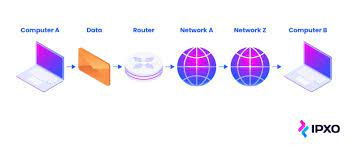 Computer A
Data
Router
Network A
Network Z
Computer B
IPXO